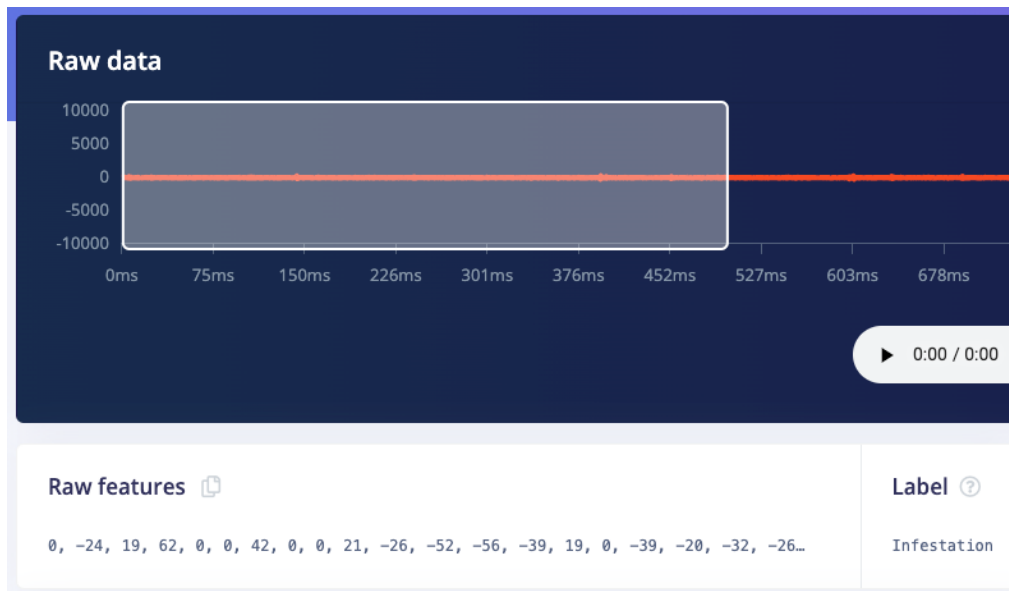 Raw data
10000
5000
0
-5000
-10000
0ms 75ms 150ms 226ms 301ms 376ms 452ms 527ms 603ms 678ms
0:00 / 0:00
Raw features
Label ?
0, -24, 19, 62, 0, 0, 42, 0, 0, 21, -26, -52, -56, -39, 19, 0, -39, -20, -32, -26…
Infestation